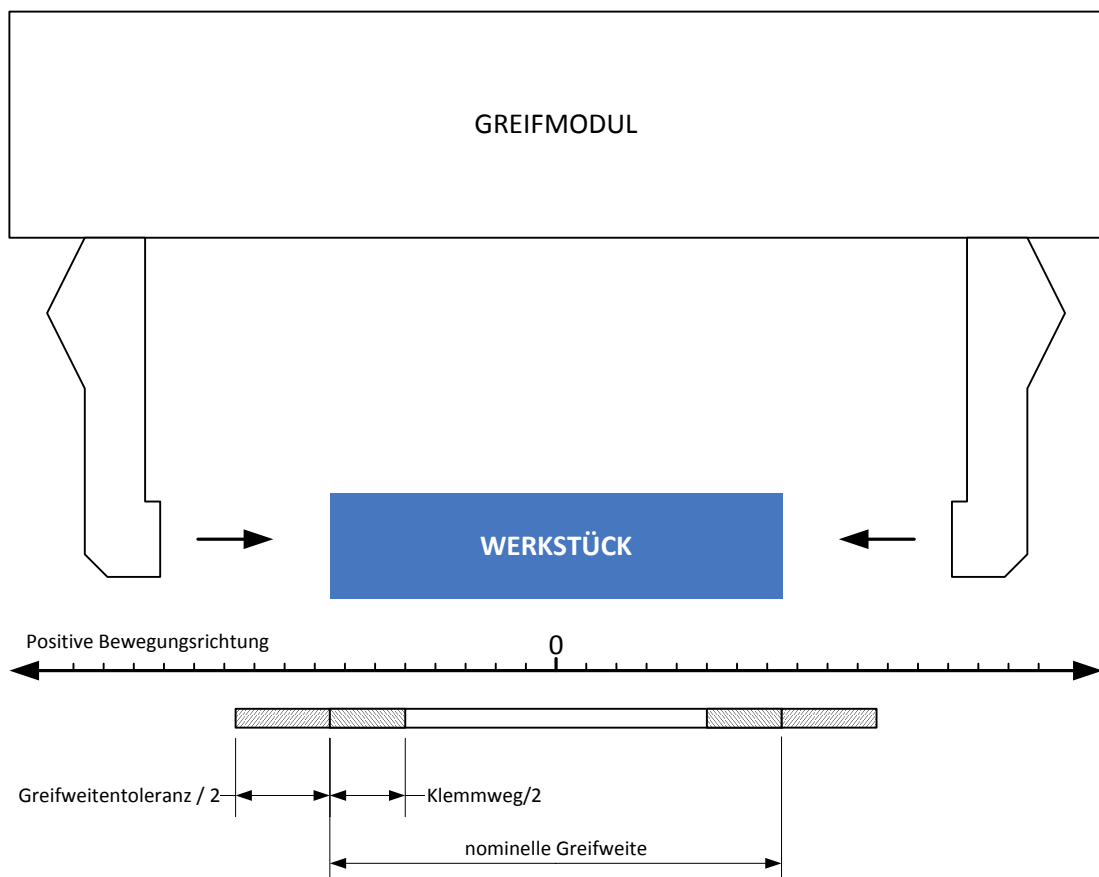 GREIFMODUL
WERKSTÜCK
Positive Bewegungsrichtung
0
Greifweitentoleranz / 2
Klemmweg/2
nominelle Greifweite